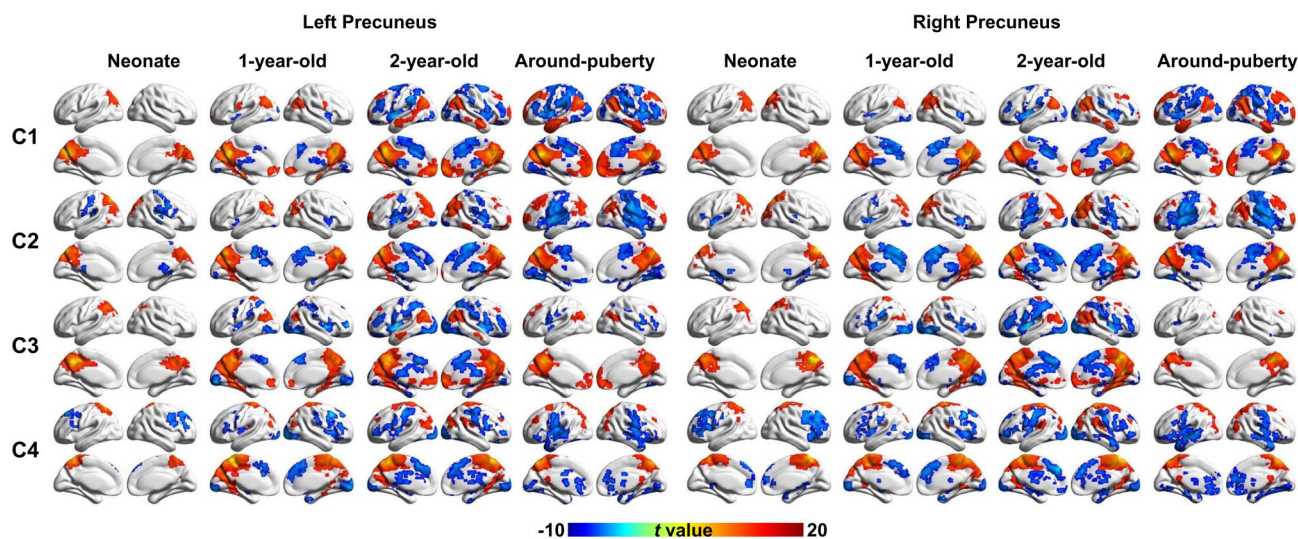 Left Precuneus Right Precuneus
Neonate 1-year-old 2-year-old Around-puberty Neonate 1-year-old 2-year-old Around-puberty
C1
C2
C3
C4
-10 t value 20